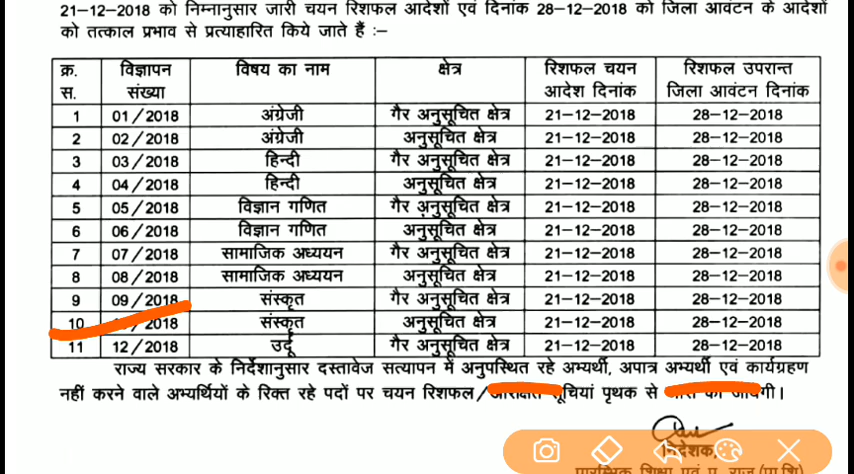 21–12–2018 को निम्नानुसार जारी चयन रिशफल आदेशों एवं दिनांक 28–12–2018 को जिला आवंटन के आदेशों
को तत्काल प्रभाव से प्रत्याहारित किये जाते हैं :–
क्र. स. विज्ञापन संख्या विषय का नाम क्षेत्र रिशफल चयन आदेश दिनांक रिशफल उपरान्त जिला आवंटन दिनांक
1 01/2018 अंग्रेजी गैर अनुसूचित क्षेत्र 21–12–2018 28–12–2018
2 02/2018 अंग्रेजी अनुसूचित क्षेत्र 21–12–2018 28–12–2018
3 03/2018 हिन्दी गैर अनुसूचित क्षेत्र 21–12–2018 28–12–2018
4 04/2018 हिन्दी अनुसूचित क्षेत्र 21–12–2018 28–12–2018
5 05/2018 विज्ञान गणित गैर अनुसूचित क्षेत्र 21–12–2018 28–12–2018
6 06/2018 विज्ञान गणित अनुसूचित क्षेत्र 21–12–2018 28–12–2018
7 07/2018 सामाजिक अध्ययन गैर अनुसूचित क्षेत्र 21–12–2018 28–12–2018
8 08/2018 सामाजिक अध्ययन अनुसूचित क्षेत्र 21–12–2018 28–12–2018
9 09/2018 संस्कृत गैर अनुसूचित क्षेत्र 21–12–2018 28–12–2018
10 /2018 संस्कृत अनुसूचित क्षेत्र 21–12–2018 28–12–2018
11 12/2018 उर्दू गैर अनुसूचित क्षेत्र 21–12–2018 28–12–2018
राज्य सरकार के निर्देशानुसार दस्तावेज सत्यापन में अनुपस्थित रहे अभ्यर्थी, अपात्र अभ्यर्थी एवं कार्यग्रहण
नहीं करने वाले अभ्यर्थियों के रिक्त रहे पदों पर चयन रिशफल/ सूचियां पृथक से
निदेशक,